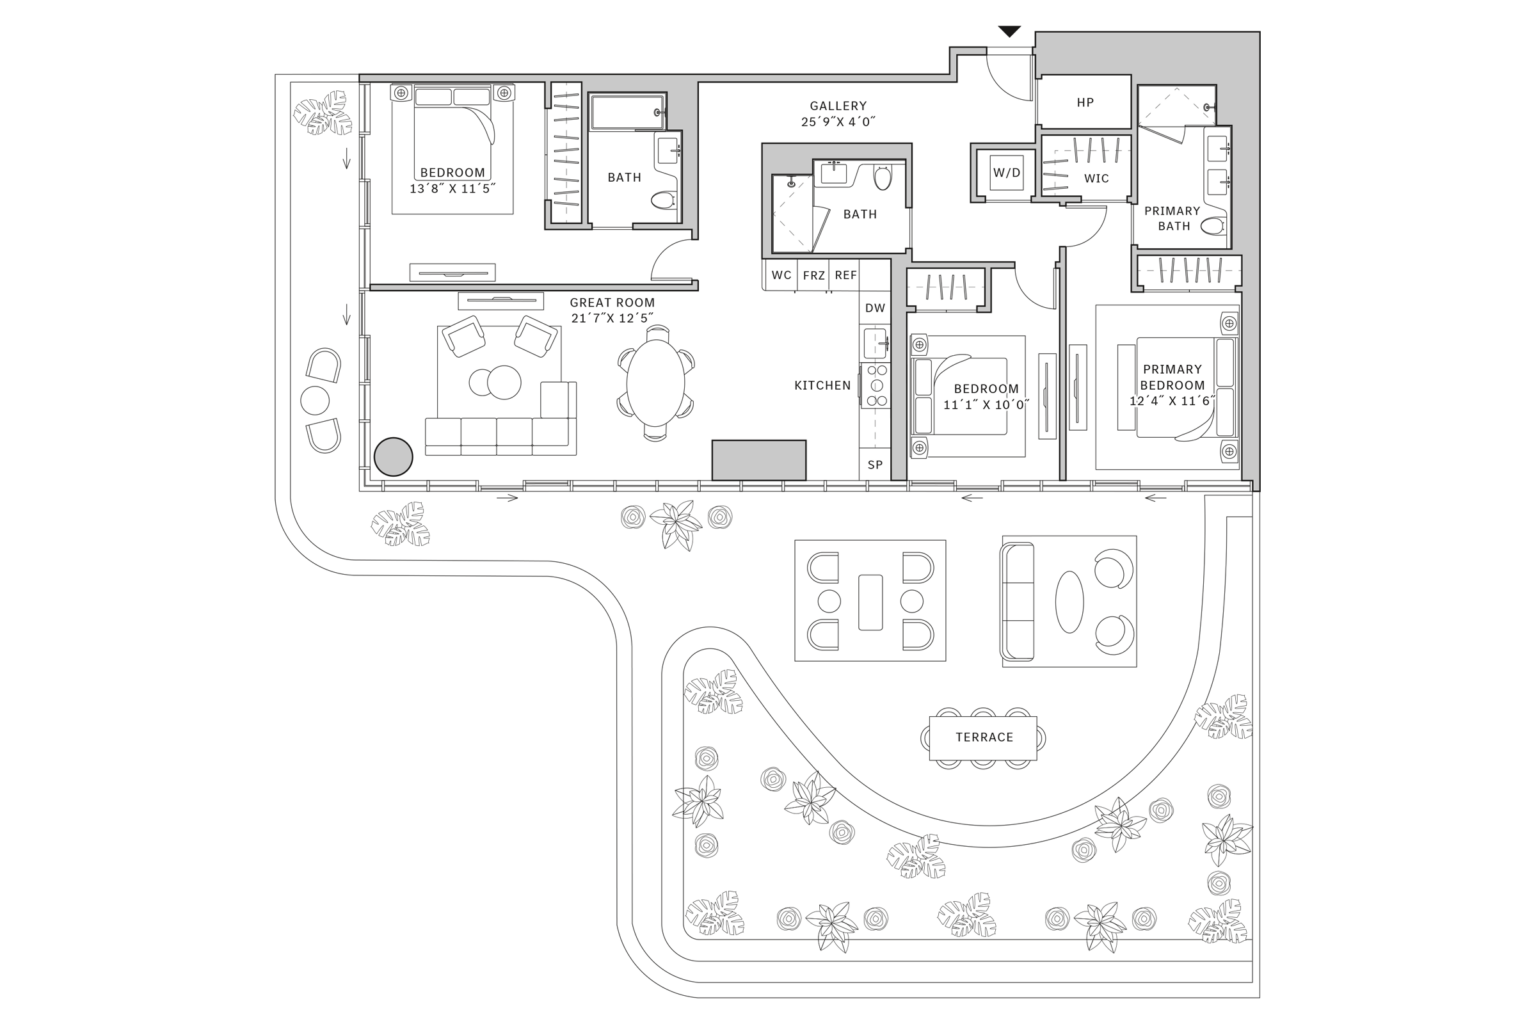 GALLERY
25´9˝X 4´0˝
HP
BEDROOM
13´8˝ X 11´5˝
BATH
W/D
WIC
BATH
PRIMARY
BATH
WC
FRZ
REF
GREAT ROOM
21´7˝X 12´5˝
DW
KITCHEN
BEDROOM
11´1˝ X 10´0˝
PRIMARY
BEDROOM
12´4˝ X 11´6˝
SP
TERRACE